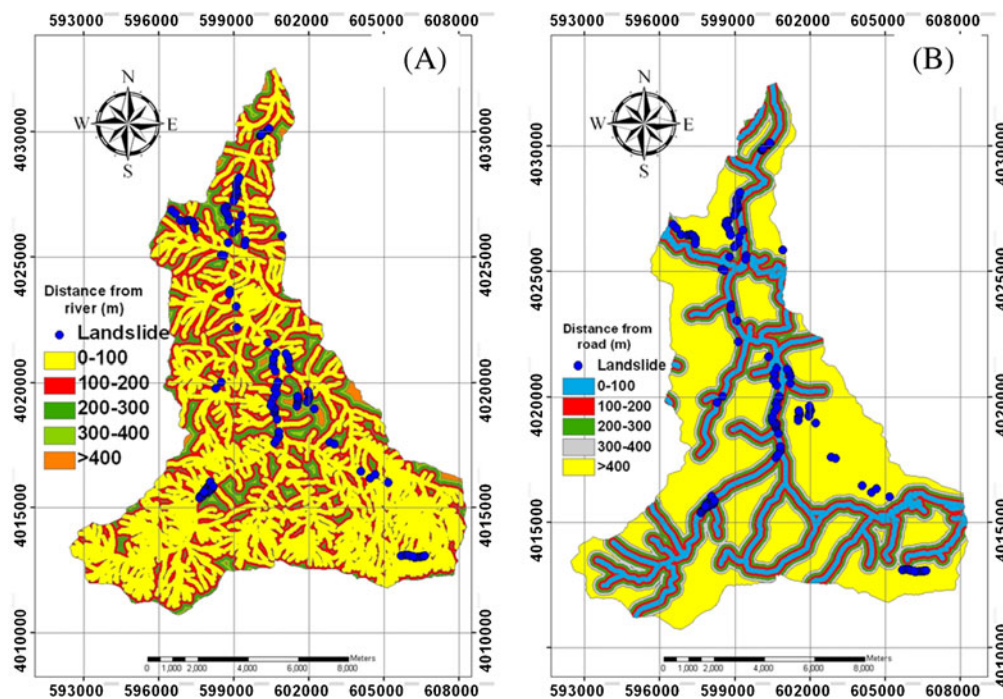 593000 596000 599000 602000 605000 608000
(A)
N
W E
S
4030000 4030000
4025000 4025000
4020000 4020000
4015000 4015000
4010000 4010000
Distance from
river (m)
Landslide
0-100
100-200
200-300
300-400
>400
Meters
0 1,000 2,000 4,000 6,000 8,000
593000 596000 599000 602000 605000 608000
593000 596000 599000 602000 605000 608000
(B)
N
W E
S
4030000 4030000
4025000 4025000
4020000 4020000
4015000 4015000
4010000 4010000
Distance from
road (m)
Landslide
0-100
100-200
200-300
300-400
>400
Meters
0 1,000 2,000 4,000 6,000 8,000
593000 596000 599000 602000 605000 608000